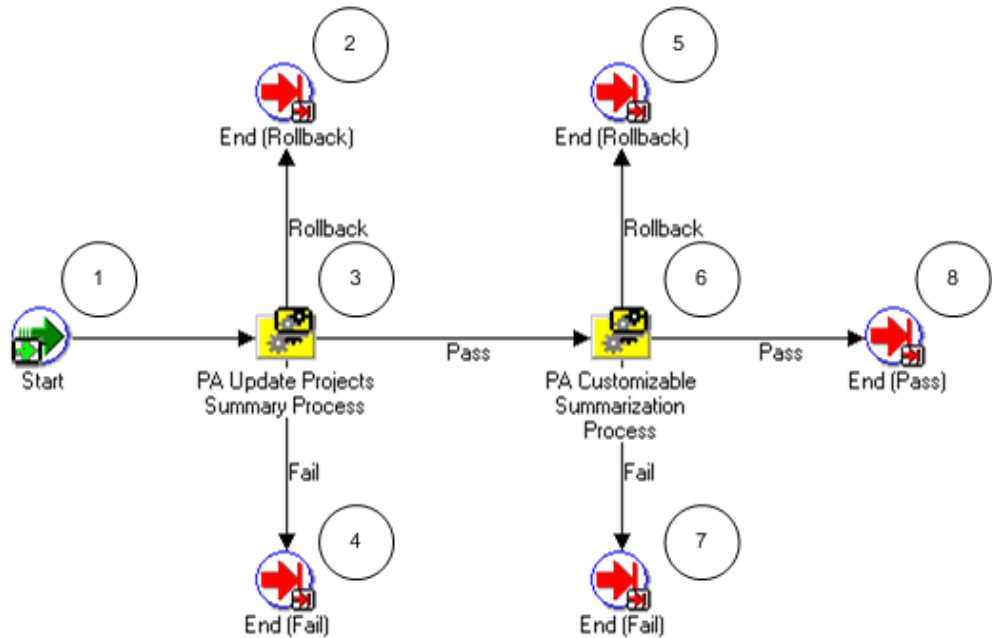 2
5
End (Rollback)
End (Rollback)
Rollback
Rollback
1
3
6
8
Start
Pass
Pass
End (Pass)
PA Update Projects
Summary Process
PA Customizable
Summarization
Process
Fail
Fail
4
7
End (Fail)
End (Fail)